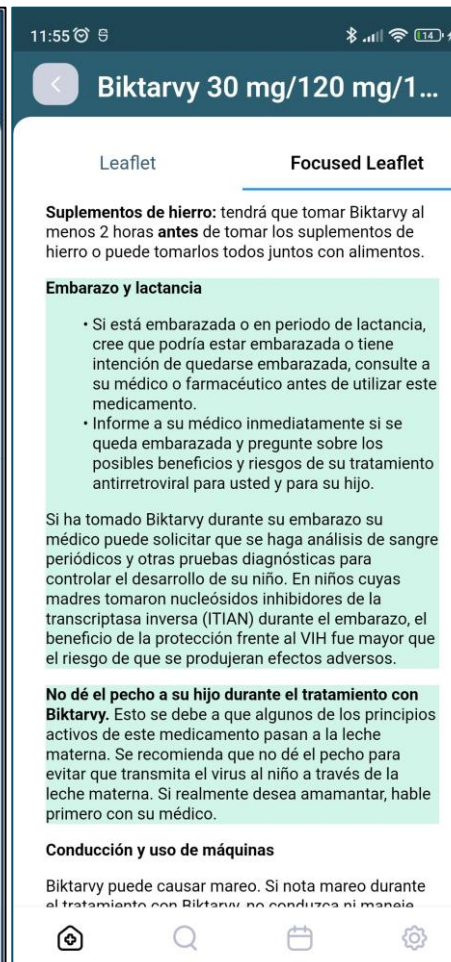 11:55
14
Biktarvy 30 mg/120 mg/1...
Leaflet
Focused Leaflet
Suplementos de hierro: tendrá que tomar Biktarvy al
menos 2 horas antes de tomar los suplementos de
hierro o puede tomarlos todos juntos con alimentos.
Embarazo y lactancia
• Si está embarazada o en periodo de lactancia,
cree que podría estar embarazada o tiene
intención de quedarse embarazada, consulte a
su médico o farmacéutico antes de utilizar este
medicamento.
• Informe a su médico inmediatamente si se
queda embarazada y pregunte sobre los
posibles beneficios y riesgos de su tratamiento
antirretroviral para usted y para su hijo.
Si ha tomado Biktarvy durante su embarazo su
médico puede solicitar que se haga análisis de sangre
periódicos y otras pruebas diagnósticas para
controlar el desarrollo de su niño. En niños cuyas
madres tomaron nucleósidos inhibidores de la
transcriptasa inversa (ITIAN) durante el embarazo, el
beneficio de la protección frente al VIH fue mayor que
el riesgo de que se produjeran efectos adversos.
No dé el pecho a su hijo durante el tratamiento con
Biktarvy. Esto se debe a que algunos de los principios
activos de este medicamento pasan a la leche
materna. Se recomienda que no dé el pecho para
evitar que transmita el virus al niño a través de la
leche materna. Si realmente desea amamantar, hable
primero con su médico.
Conducción y uso de máquinas
Biktarvy puede causar mareo. Si nota mareo durante
el tratamiento con Biktarvy, no conduzca ni maneje